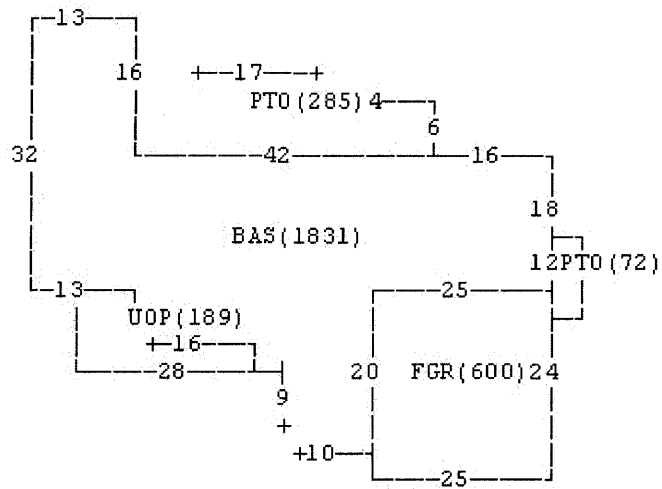 13
16 +--17---+
PTO(285)4
6
32 42 16
18
BAS(1831)
12PTO(72)
13 25
UOP(189)
+-16
28 20 FGR(600)24
9
+
+10
25